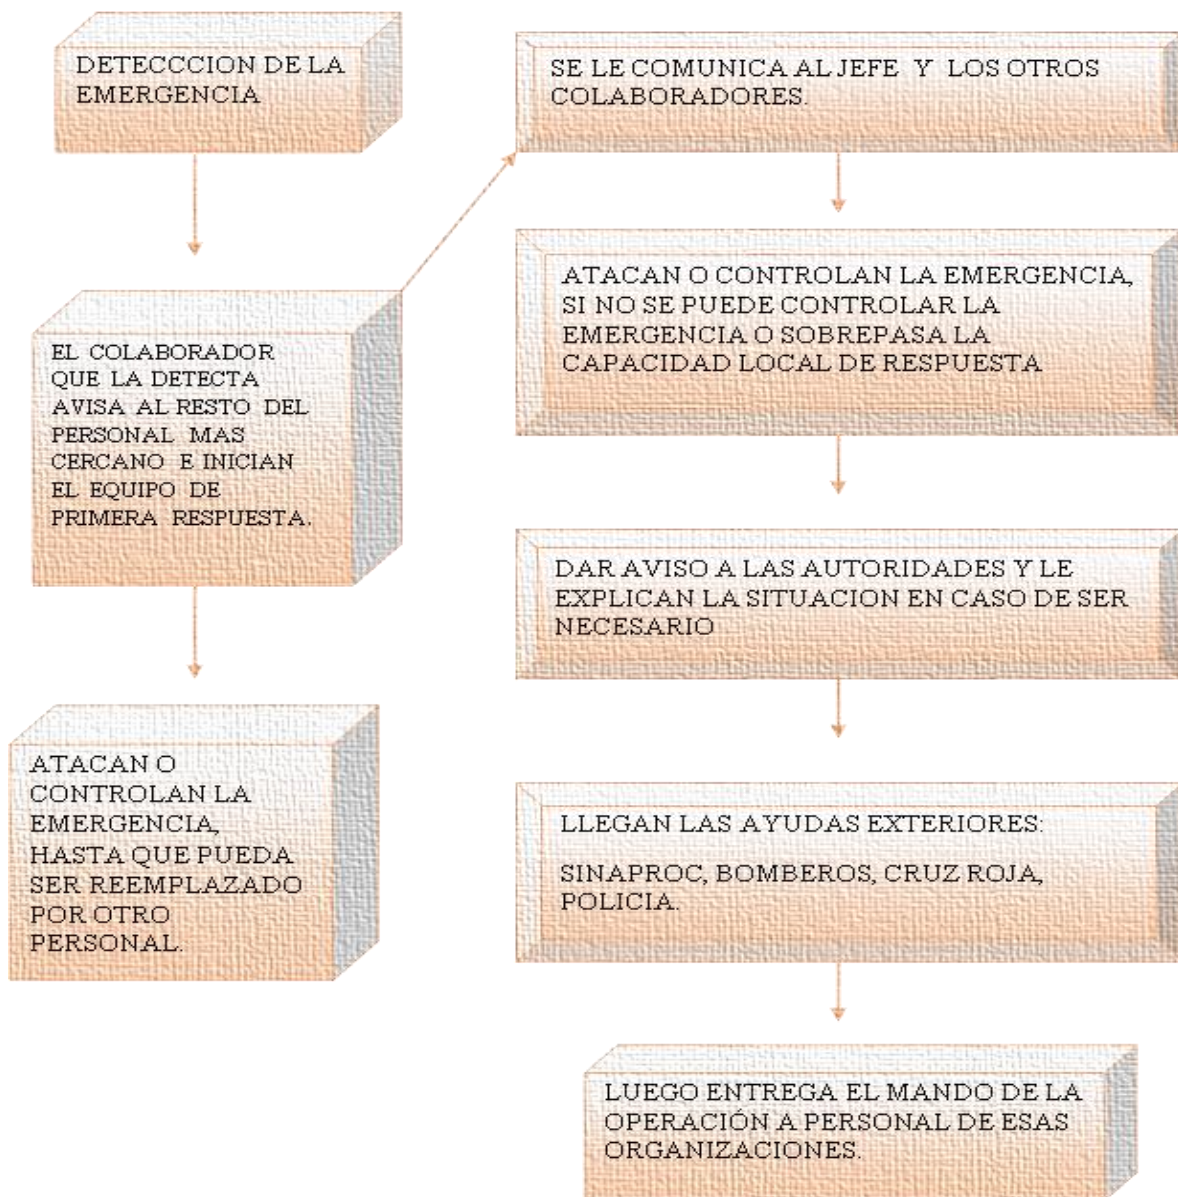 DETECCCION DE LA
EMERGENCIA
EL COLABORADOR
QUE LA DETECTA
AVISA AL RESTO DEL
PERSONAL MAS
CERCANO E INICIAN
EL EQUIPO DE
PRIMERA RESPUESTA.
ATACAN O
CONTROLAN LA
EMERGENCIA,
HASTA QUE PUEDA
SER REEMPLAZADO
POR OTRO
PERSONAL.
SE LE COMUNICA AL JEFE Y LOS OTROS
COLABORADORES.
ATACAN O CONTROLAN LA EMERGENCIA,
SI NO SE PUEDE CONTROLAR LA
EMERGENCIA O SOBREPASA LA
CAPACIDAD LOCAL DE RESPUESTA
DAR AVISO A LAS AUTORIDADES Y LE
EXPLICAN LA SITUACION EN CASO DE SER
NECESARIO
LLEGAN LAS AYUDAS EXTERIORES:
SINAPROC, BOMBEROS, CRUZ ROJA,
POLICIA.
LUEGO ENTREGA EL MANDO DE LA
OPERACIÓN A PERSONAL DE ESAS
ORGANIZACIONES.